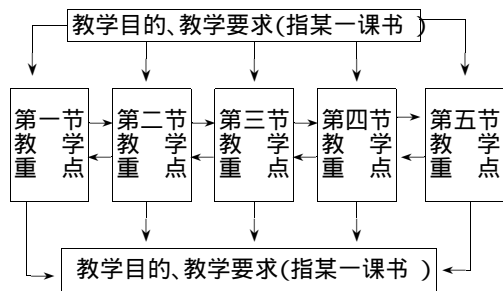 教学目的、教学要求(指某一课书 )
第一节
教 学
重 点
第二节
教 学
重 点
第三节
教 学
重 点
第四节
教 学
重 点
第五节
教 学
重 点
教学目的、教学要求(指某一课书 )